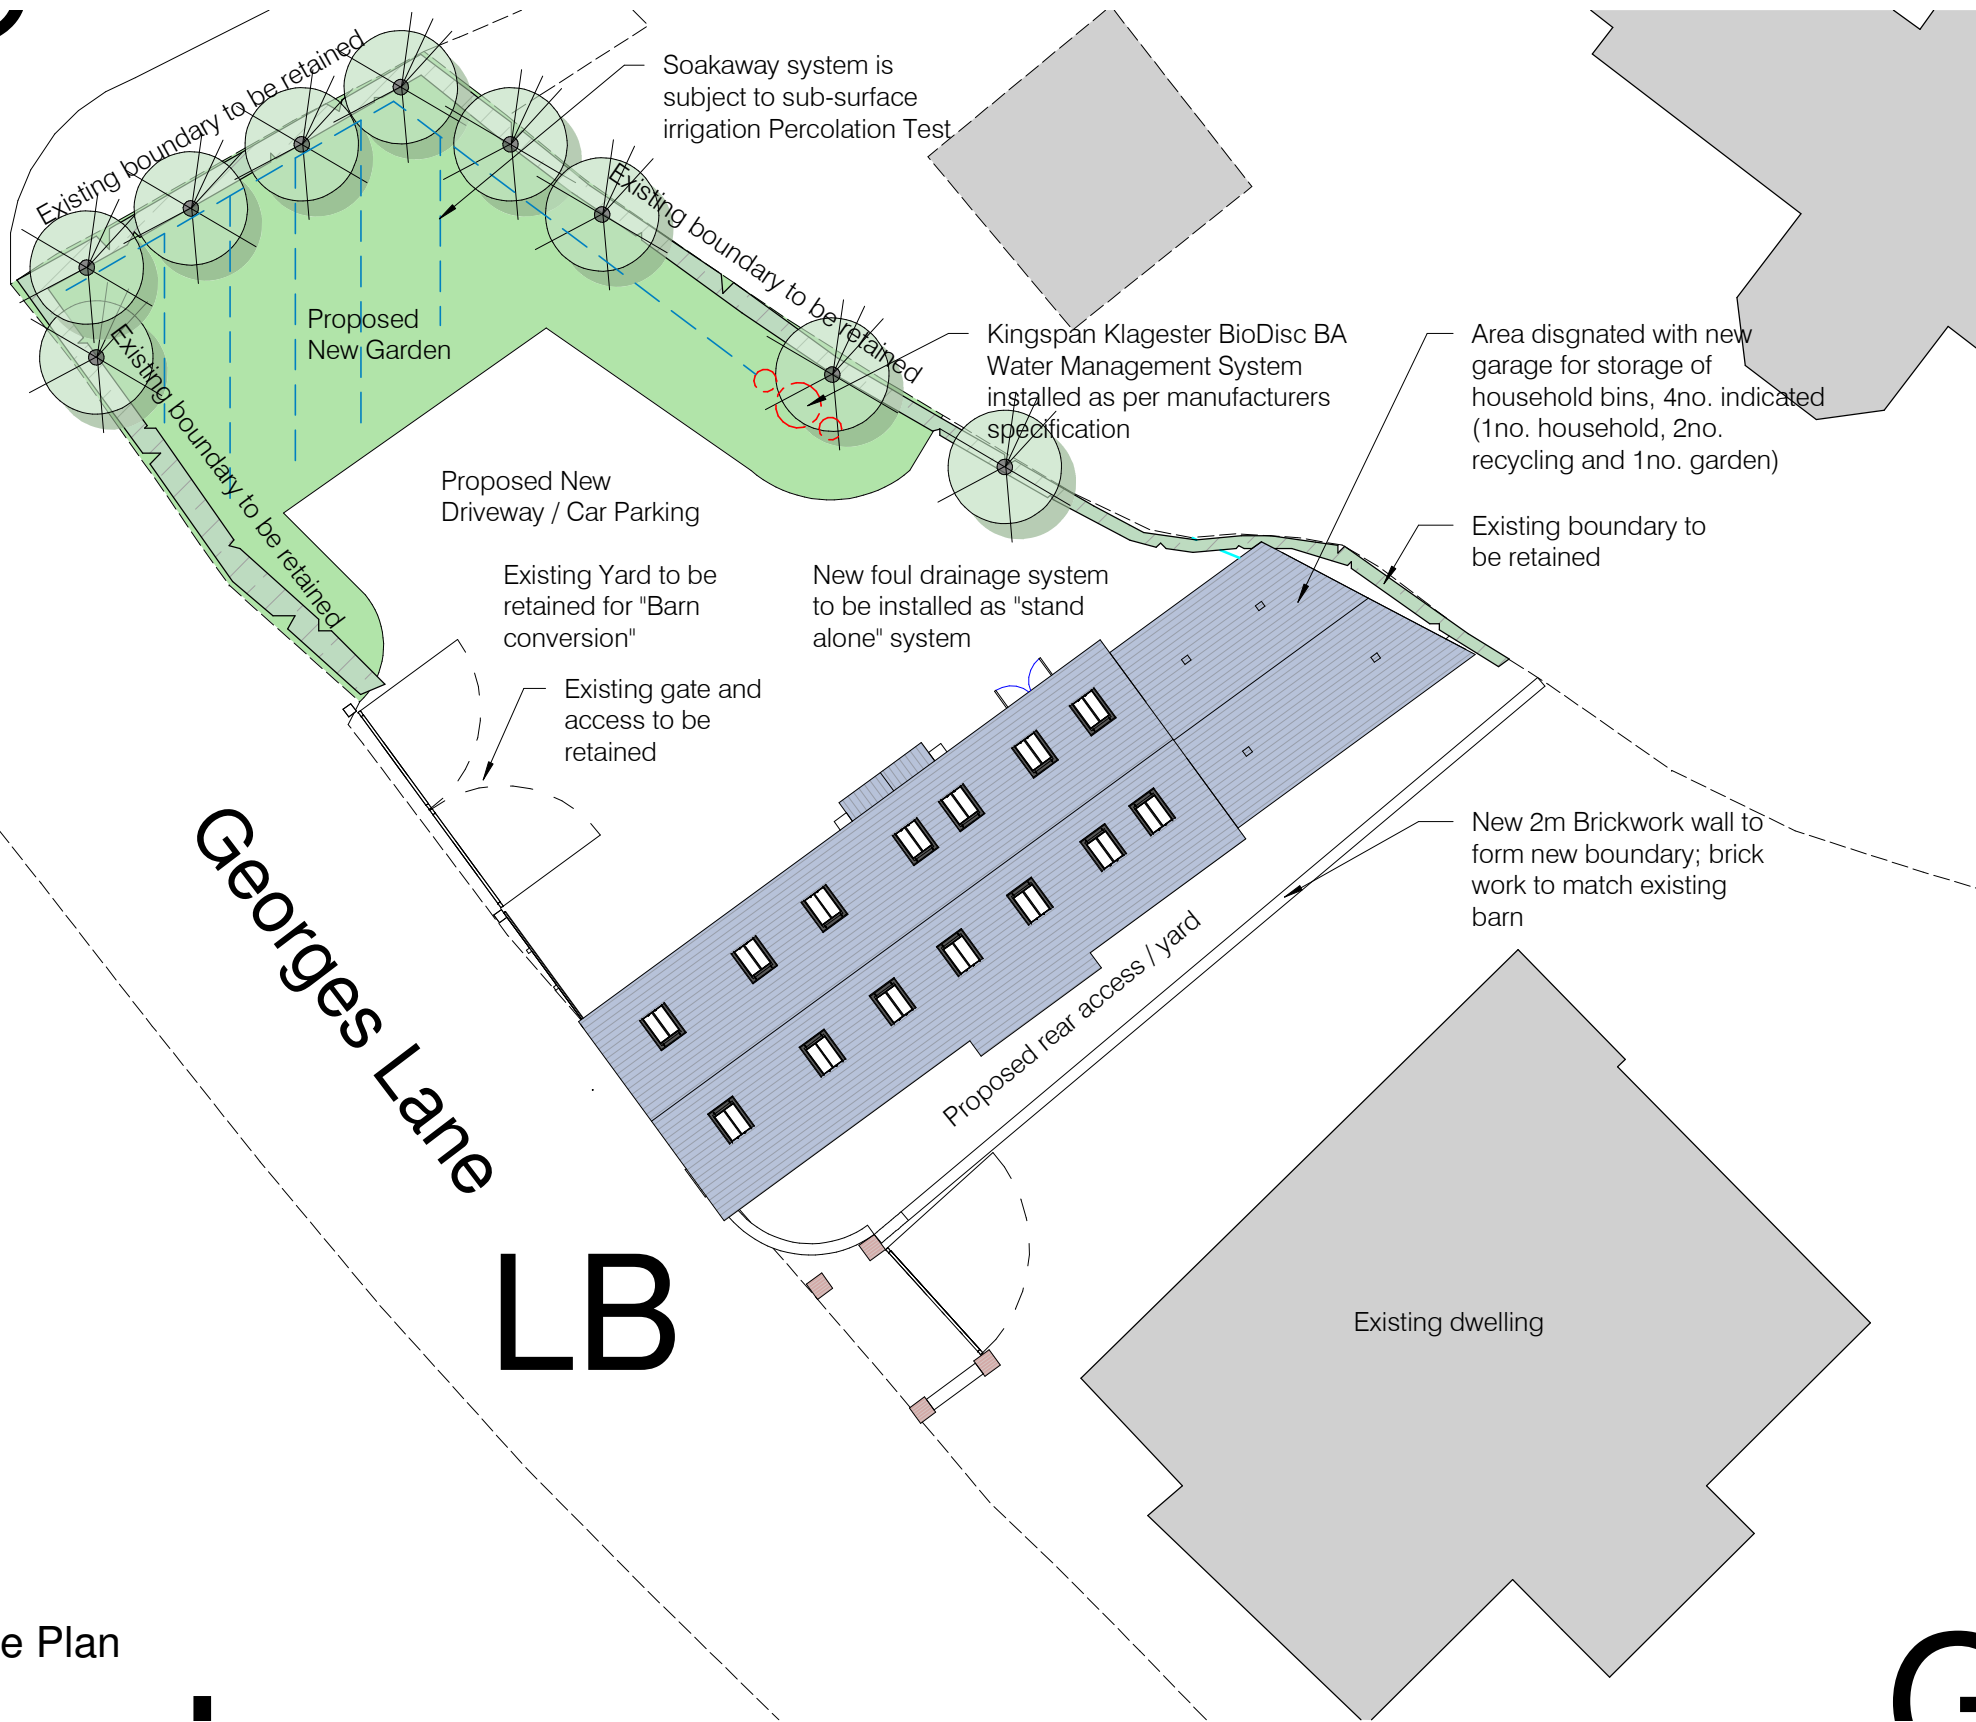 Existing boundary to be retained
Soakaway system is
subject to sub-surface
irrigation Percolation Test
Existing boundary to be retained
Proposed
New Garden
Existing boundary to be retained
Kingspan Klagester BioDisc BA
Water Management System
installed as per manufacturers
specification
Area disgnated with new
garage for storage of
household bins, 4no. indicated
(1no. household, 2no.
recycling and 1no. garden)
Proposed New
Driveway / Car Parking
Existing boundary to
be retained
Existing Yard to be
retained for "Barn
conversion"
New foul drainage system
to be installed as "stand
alone" system
Existing gate and
access to be
retained
Georges Lane
New 2m Brickwork wall to
form new boundary; brick
work to match existing
barn
Proposed rear access / yard
LB
Existing dwelling
e Plan
G